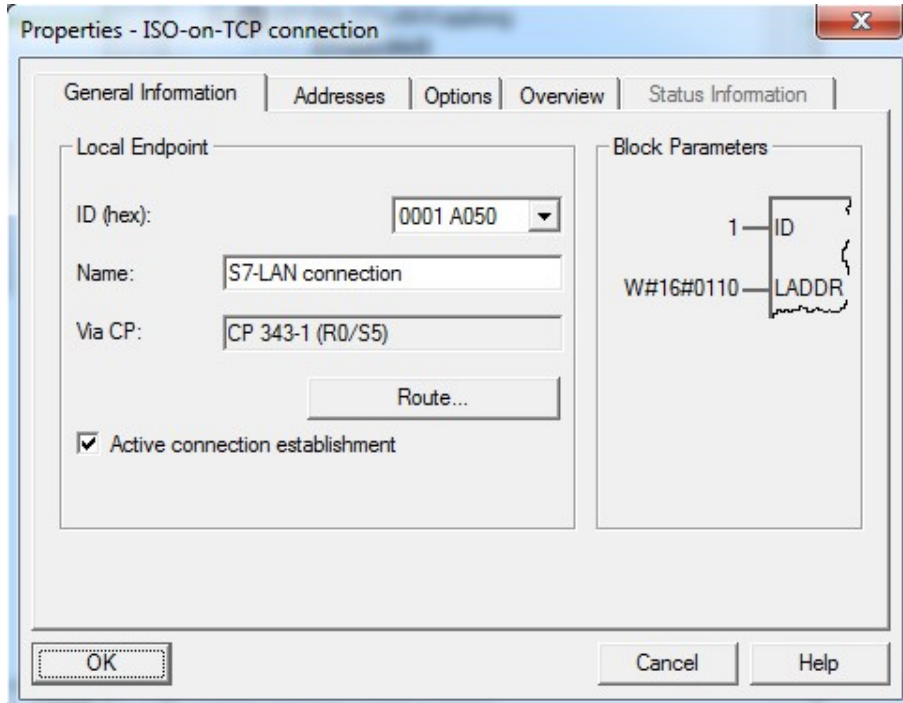 Properties - ISO-on-TCP connection
General Information
Addresses
Options
Overview
Status Information
Local Endpoint
ID (hex):
0001 A050
Name:
S7-LAN connection
Via CP:
CP 343-1 (R0/S5)
Route...
Active connection establishment
Block Parameters
1
ID
W#16#0110
LADDR
OK
Cancel
Help